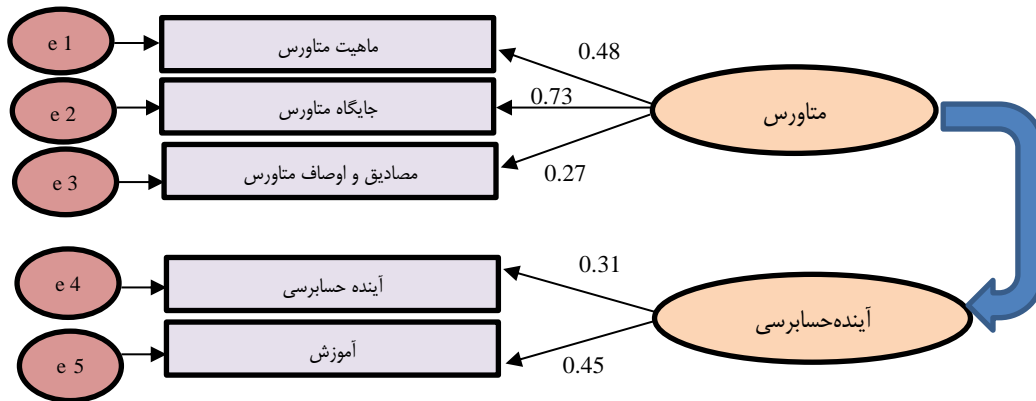 e 1
ماهیت متاورس
0.48
متاورس
e 2
جایگاه متاورس
0.73
e 3
مصادیق و اوصاف متاورس
0.27
e 4
آینده حسابرسی
0.31
آینده‌حسابرسی
e 5
آموزش
0.45